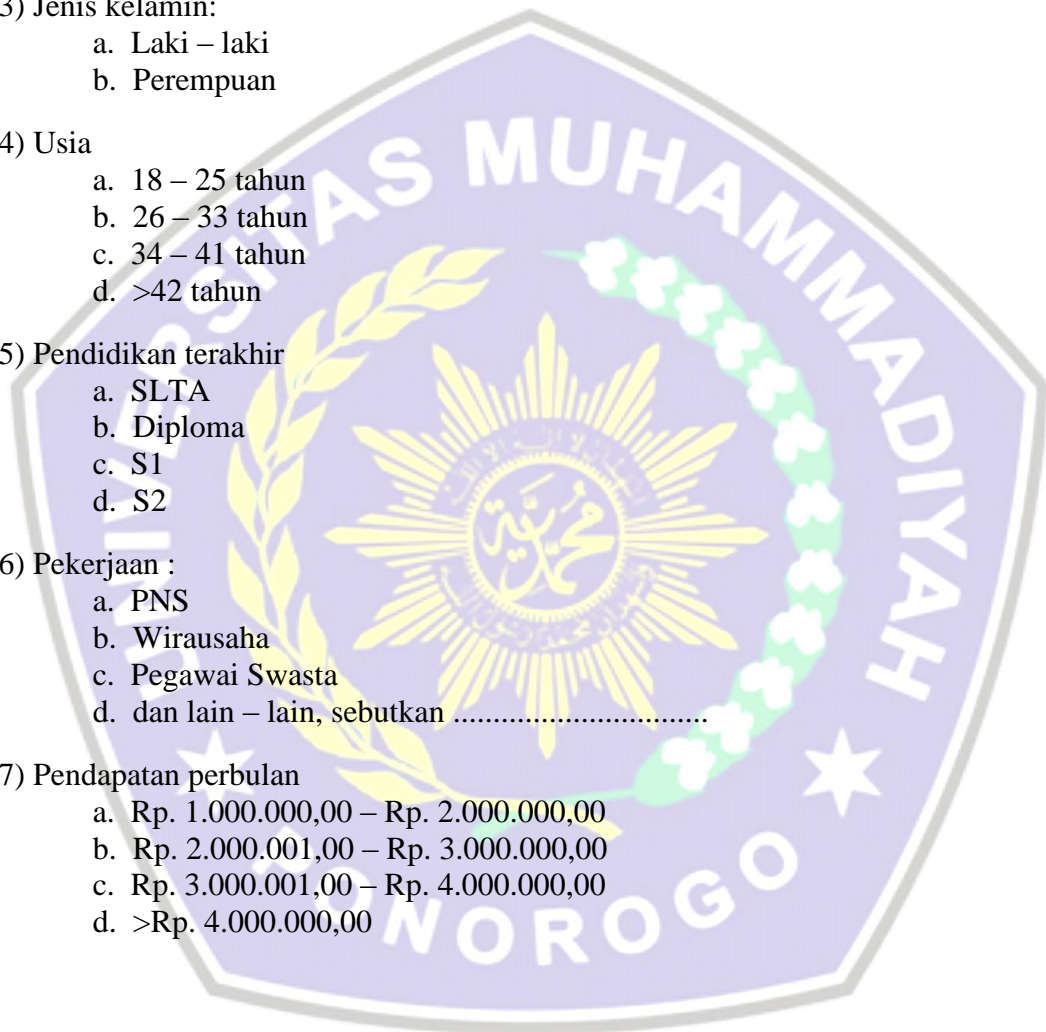 3) Jenis kelamin:
a. Laki – laki
b. Perempuan
4) Usia
a. 18 – 25 tahun
b. 26 – 33 tahun
c. 34 – 41 tahun
d. >42 tahun
5) Pendidikan terakhir
a. SLTA
b. Diploma
c. S1
d. S2
6) Pekerjaan :
a. PNS
b. Wirausaha
c. Pegawai Swasta
d. dan lain – lain, sebutkan ................................
7) Pendapatan perbulan
a. Rp. 1.000.000,00 – Rp. 2.000.000,00
b. Rp. 2.000.001,00 – Rp. 3.000.000,00
c. Rp. 3.000.001,00 – Rp. 4.000.000,00
d. >Rp. 4.000.000,00
UNIVERSITAS MUHAMMADIYAH
PONOROGO